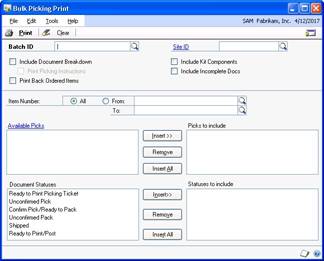 Bulk Picking Print
File Edit Tools Help SAM Fabrikam, Inc. 4/12/2017
Print Clear
Batch ID Site ID
Include Document Breakdown Include Kit Components
Print Picking Instructions Include Incomplete Docs
Print Back Ordered Items
Item Number: All From:
To:
Available Picks Insert >> Picks to include
Remove
Insert All
Document Statuses Statuses to include
Ready to Print Picking Ticket Insert>>
Unconfirmed Pick
Confirm Pick/Ready to Pack
Unconfirmed Pack Remove
Shipped
Ready to Print/Post Insert All